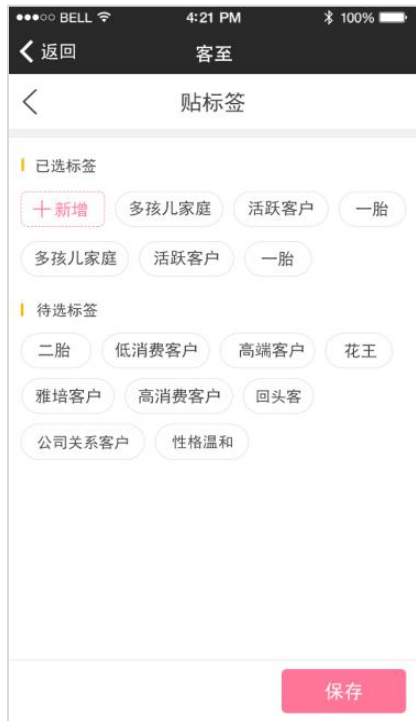 ●●●○○ BELL 4:21 PM 100%
返回 客至
贴标签
已选标签
+新增 多孩儿家庭 活跃客户 一胎
多孩儿家庭 活跃客户 一胎
待选标签
二胎 低消费客户 高端客户 花王
雅培客户 高消费客户 回头客
公司关系客户 性格温和
保存